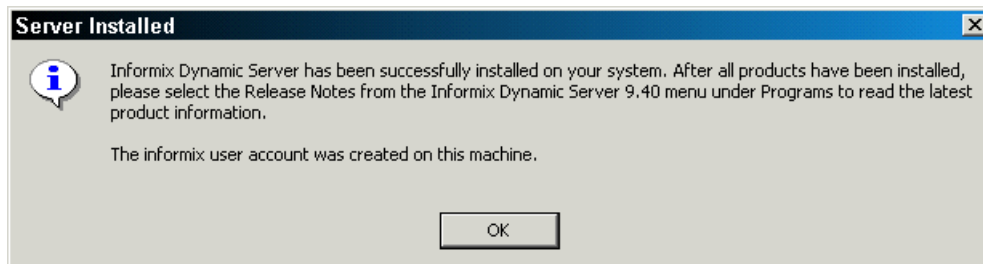 Server Installed
Informix Dynamic Server has been successfully installed on your system. After all products have been installed,
please select the Release Notes from the Informix Dynamic Server 9.40 menu under Programs to read the latest
product information.
The informix user account was created on this machine.
OK